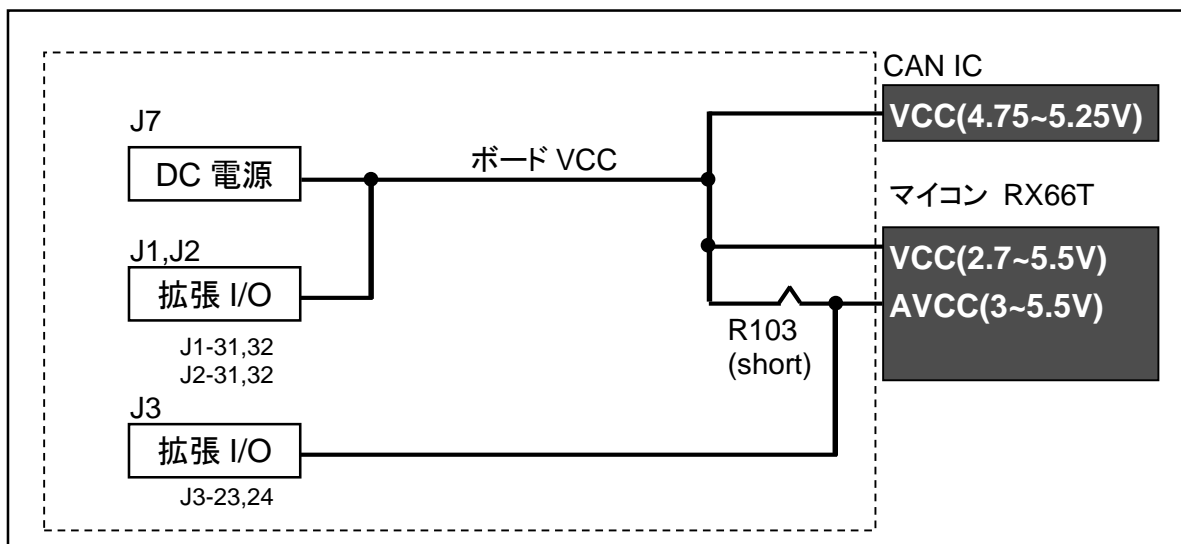 CAN IC
VCC(4.75~5.25V)
J7
DC 電源
ボード VCC
マイコン RX66T
J1,J2
拡張 I/O
VCC(2.7~5.5V)
AVCC(3~5.5V)
R103
(short)
J1-31,32
J2-31,32
J3
拡張 I/O
J3-23,24